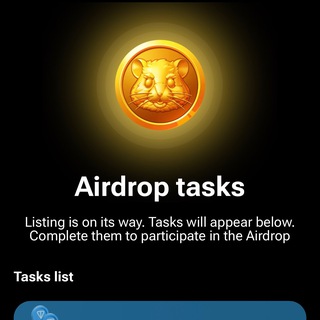 Airdrop tasks
Listing is on its way. Tasks will appear below.
Complete them to participate in the Airdrop
Tasks list